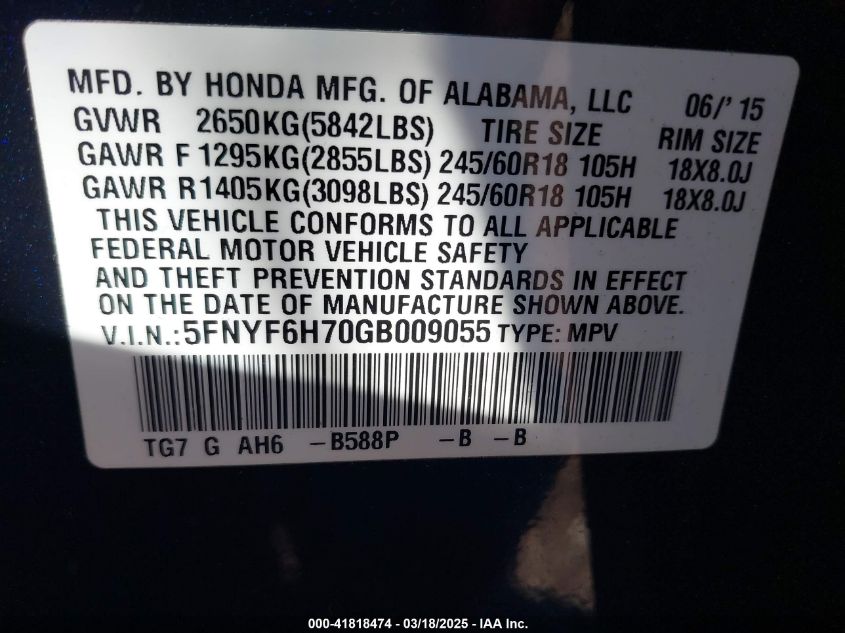 MFD. BY HONDA MFG. OF ALABAMA, LLC 06/' 15
GVWR 2650KG(5842LBS) TIRE SIZE RIM SIZE
GAWR F 1295KG(2855LBS) 245/60R18 105H 18X8.0J
GAWR R 1405KG(3098LBS) 245/60R18 105H 18X8.0J
THIS VEHICLE CONFORMS TO ALL APPLICABLE
FEDERAL MOTOR VEHICLE SAFETY
AND THEFT PREVENTION STANDARDS IN EFFECT
ON THE DATE OF MANUFACTURE SHOWN ABOVE.
V.I.N.: 5FNYF6H70GB009055 TYPE: MPV
TG7 G AH6 -B588P -B -B
000-41818474 - 03/18/2025 - IAA Inc.